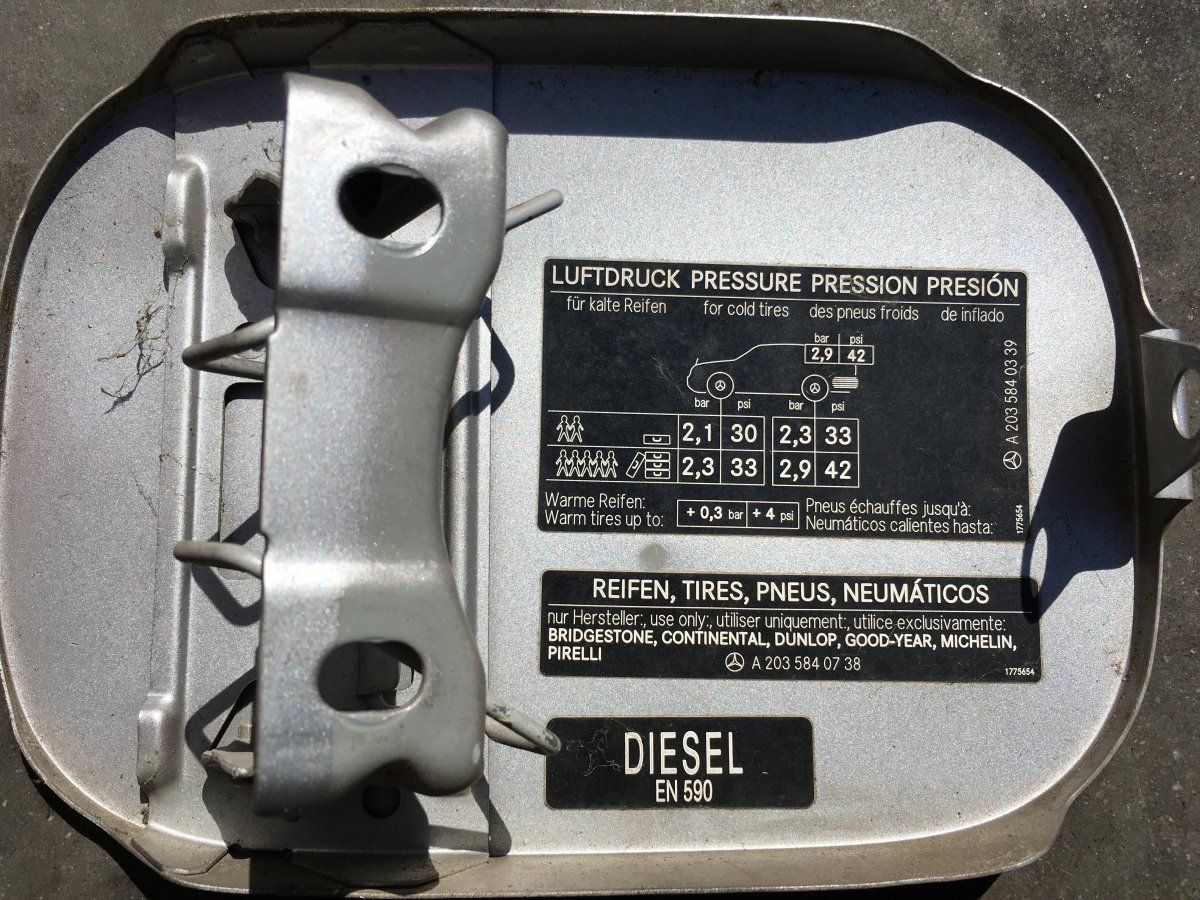 LUFTDRUCK PRESSURE PRESSION PRESIÓN
für kalte Reifen for cold tires des pneus froids de inflado
bar psi
2,9 42
bar psi bar psi
2,1 30 2,3 33
2,3 33 2,9 42
Warme Reifen:
Warm tires up to:
+ 0,3 bar + 4 psi
Pneus échauffes jusqu'à:
Neumáticos calientes hasta:
A 203 584 03 39
1775654
REIFEN, TIRES, PNEUS, NEUMÁTICOS
nur Hersteller:, use only:, utiliser uniquement:, utilice exclusivamente:
BRIDGESTONE, CONTINENTAL, DUNLOP, GOOD-YEAR, MICHELIN,
PIRELLI
A 203 584 07 38
1775654
DIESEL
EN 590